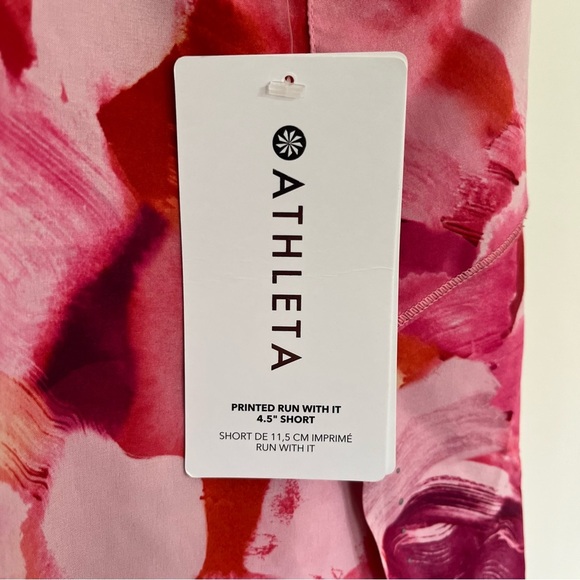 ATHLETA
PRINTED RUN WITH IT
4.5" SHORT
SHORT DE 11,5 CM IMPRIMÉ
RUN WITH IT